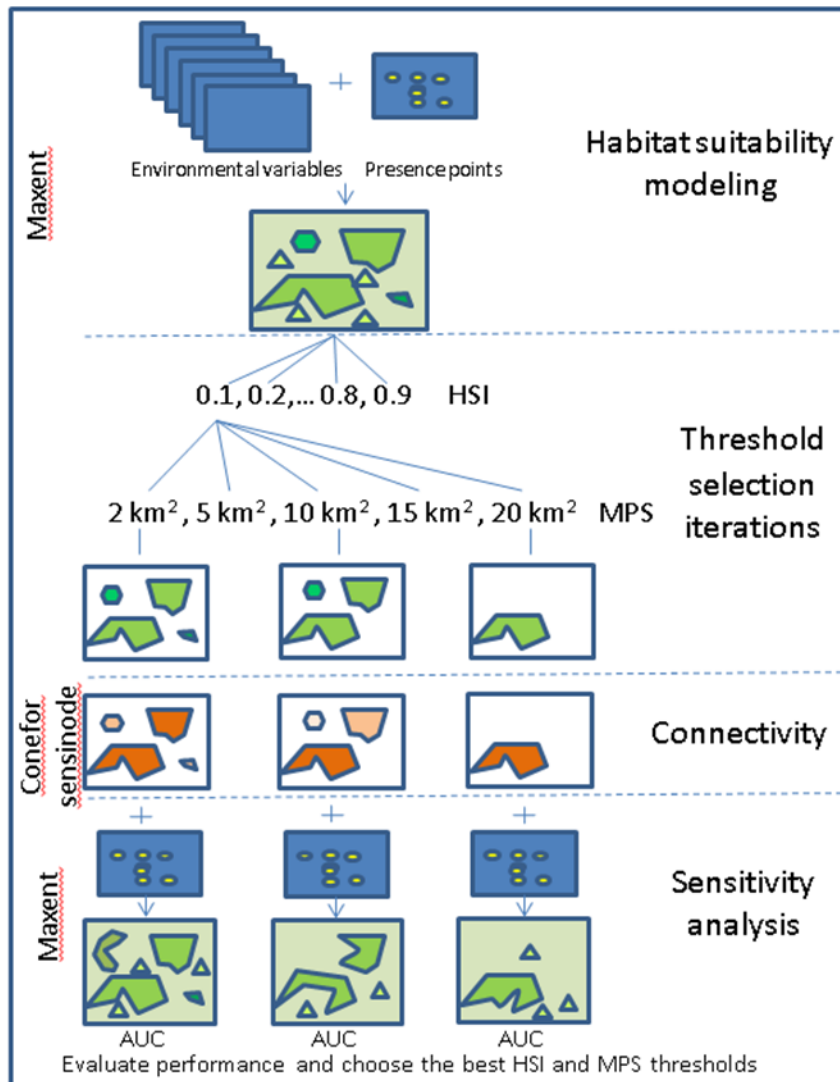 Maxent
Environmental variables Presence points
Habitat suitability
modeling
0.1, 0.2,... 0.8, 0.9 HSI
2 km², 5 km², 10 km², 15 km², 20 km² MPS
Threshold
selection
iterations
Conefor
sensinode
Connectivity
Maxent
Sensitivity
analysis
AUC AUC AUC
Evaluate performance and choose the best HSI and MPS thresholds